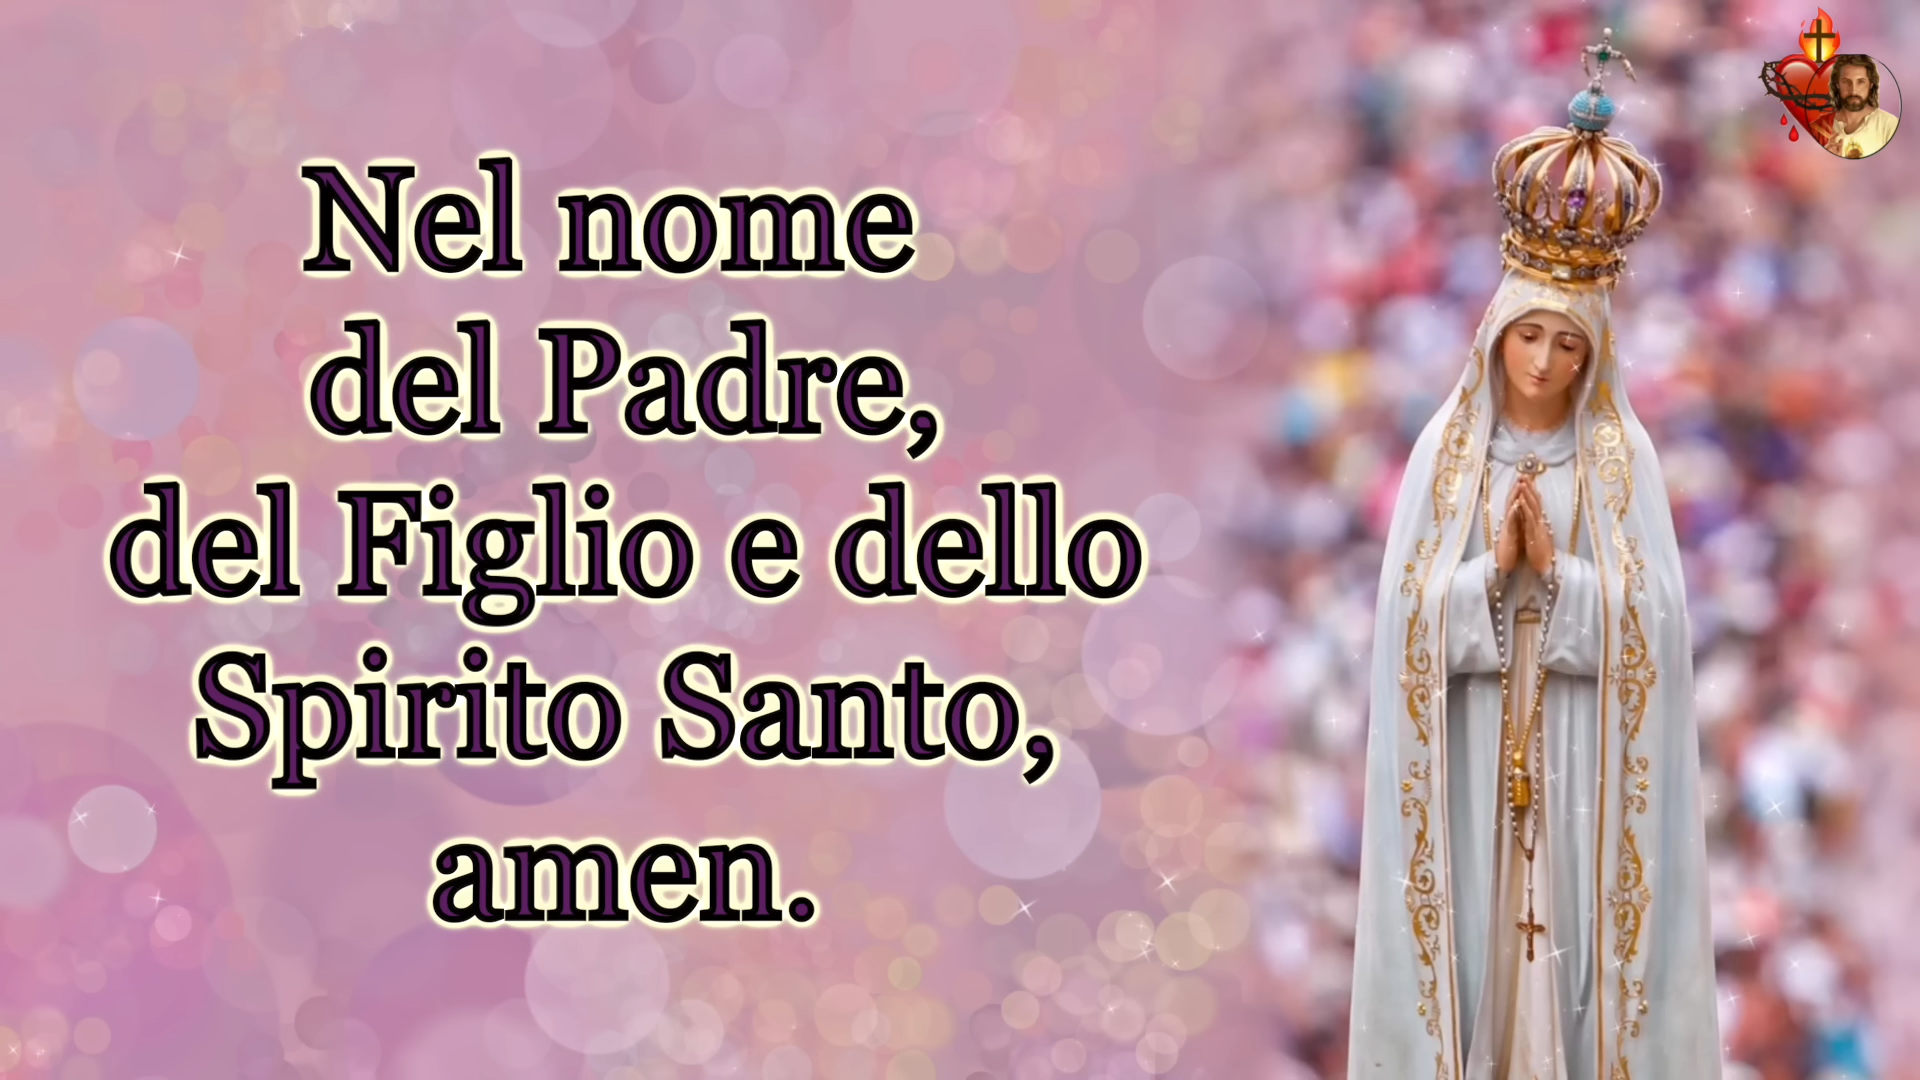 Nel nome
del Padre,
del Figlio e dello
Spirito Santo,
amen.